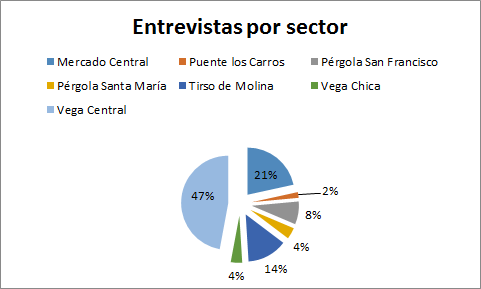 Entrevistas por sector
Mercado Central Puente los Carros Pérgola San Francisco
Pérgola Santa María Tirso de Molina Vega Chica
Vega Central
21%
2%
8%
4%
14%
4%
47%